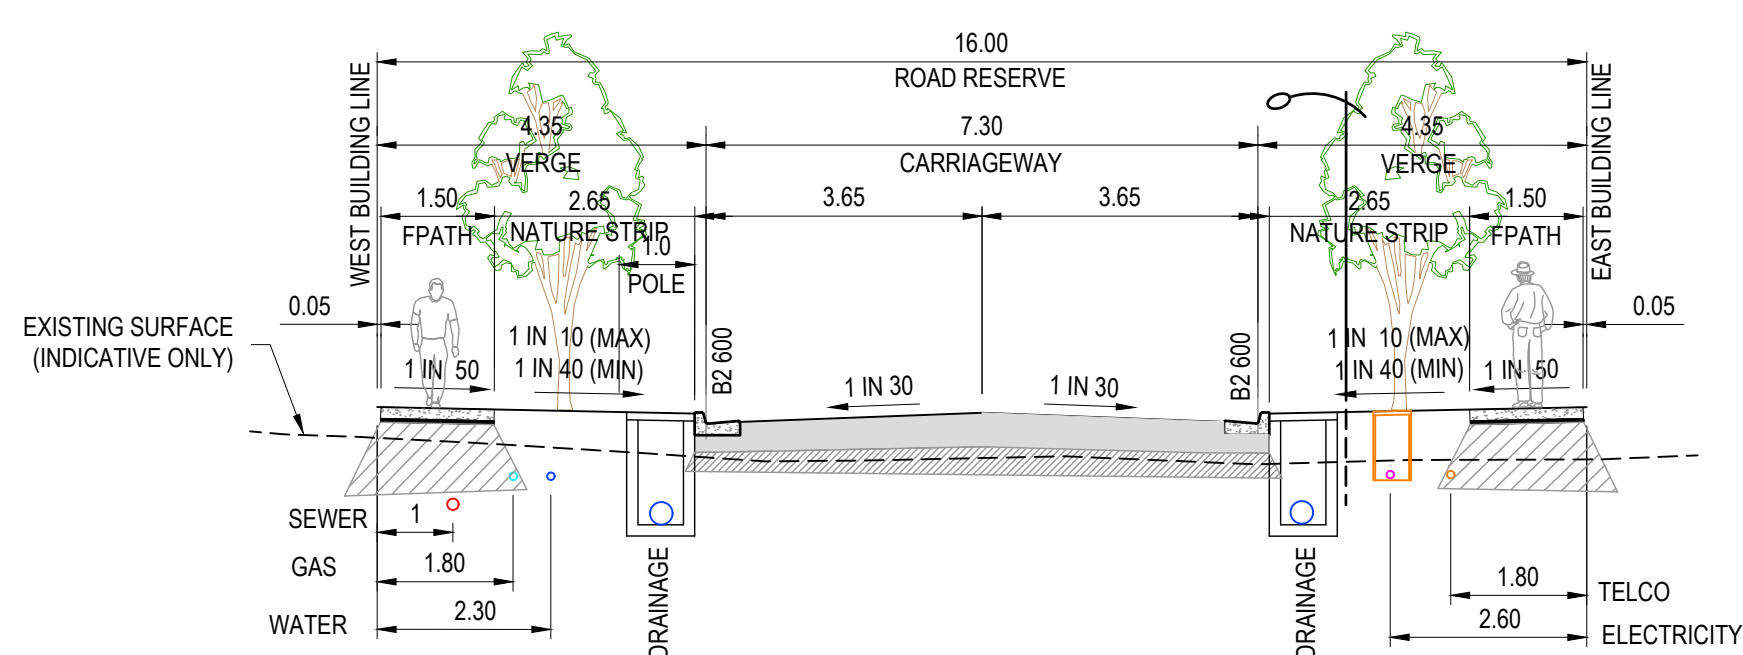 16.00
ROAD RESERVE
WEST BUILDING LINE
EAST BUILDING LINE
4.35
VERGE
7.30
CARRIAGEWAY
4.35
VERGE
1.50
FPATH
2.65
NATURE STRIP
3.65
3.65
2.65
NATURE STRIP
1.50
FPATH
1.0
POLE
0.05
0.05
EXISTING SURFACE
(INDICATIVE ONLY)
1 IN 10 (MAX)
1 IN 40 (MIN)
1 IN 50
B2 600
1 IN 30
1 IN 30
B2 600
1 IN 10 (MAX)
1 IN 40 (MIN)
1 IN 50
SEWER
1
GAS
1.80
WATER
2.30
DRAINAGE
DRAINAGE
1.80
TELCO
2.60
ELECTRICITY